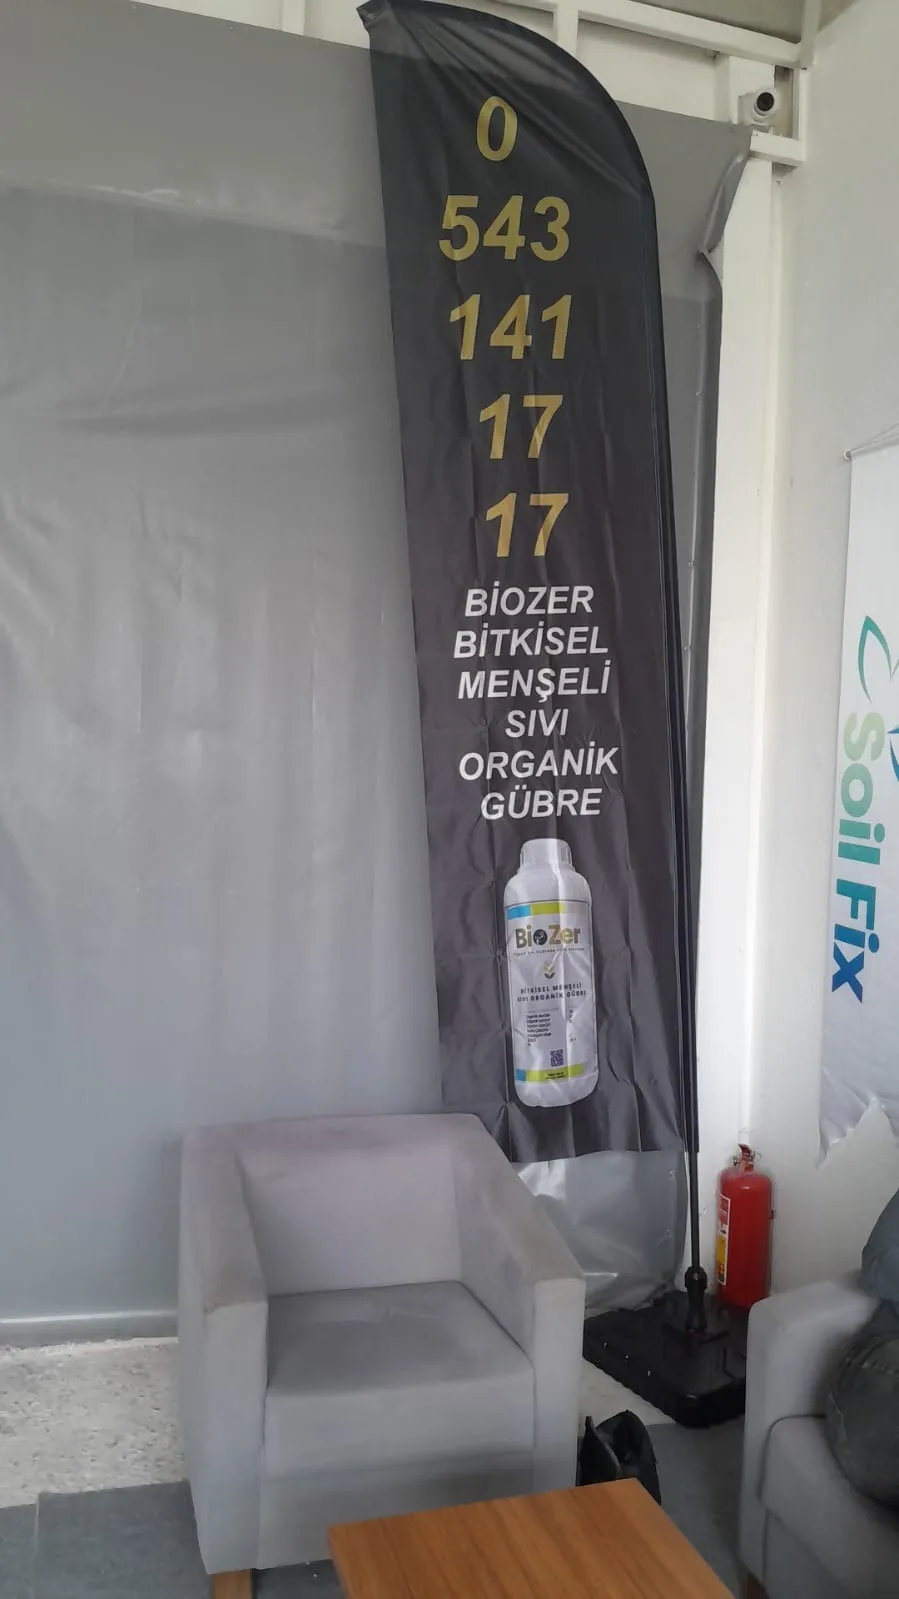 0
543
141
17
17
BİOZER
BİTKİSEL
MENŞELİ
SIVI
ORGANİK
GÜBRE
BioZer
BİTKİSEL MENŞELİ
SIVI ORGANİK GÜBRE
Soil Fix